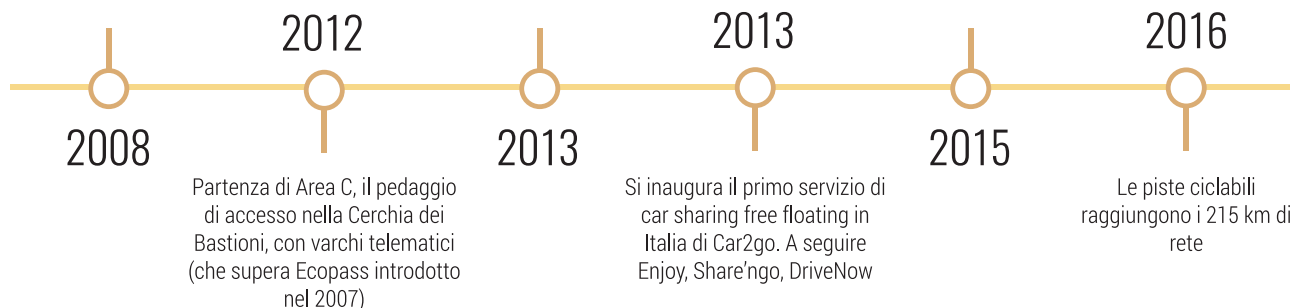 2008
2012
Partenza di Area C, il pedaggio
di accesso nella Cerchia dei
Bastioni, con varchi telematici
(che supera Ecopass introdotto
nel 2007)
2013
2013
Si inaugura il primo servizio di
car sharing free floating in
Italia di Car2go. A seguire
Enjoy, Share’ngo, DriveNow
2015
2016
Le piste ciclabili
raggiungono i 215 km di
rete